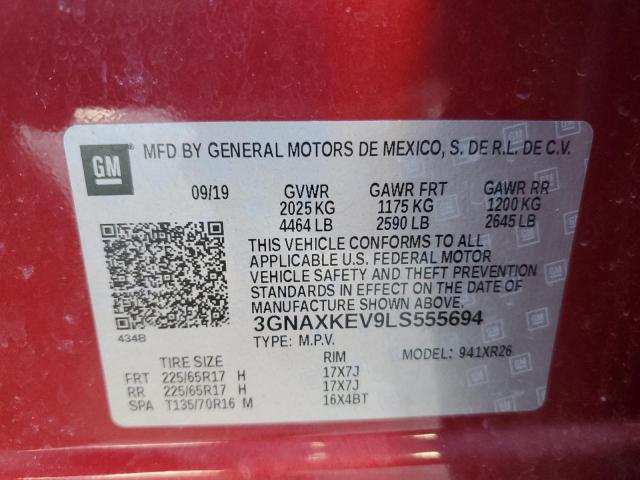 GM
MFD BY GENERAL MOTORS DE MEXICO, S. DE R.L. DE C.V.
09/19 GVWR GAWR FRT GAWR RR
2025 KG 1175 KG 1200 KG
4464 LB 2590 LB 2645 LB
THIS VEHICLE CONFORMS TO ALL
APPLICABLE U.S. FEDERAL MOTOR
VEHICLE SAFETY AND THEFT PREVENTION
STANDARDS IN EFFECT ON THE DATE OF
MANUFACTURE SHOWN ABOVE.
434B 3GNAXKEV9LS555694
TYPE: M.P.V. MODEL: 941XR26
TIRE SIZE RIM
FRT 225/65R17 H 17X7J
RR 225/65R17 H 17X7J
SPA T135/70R16 M 16X4BT